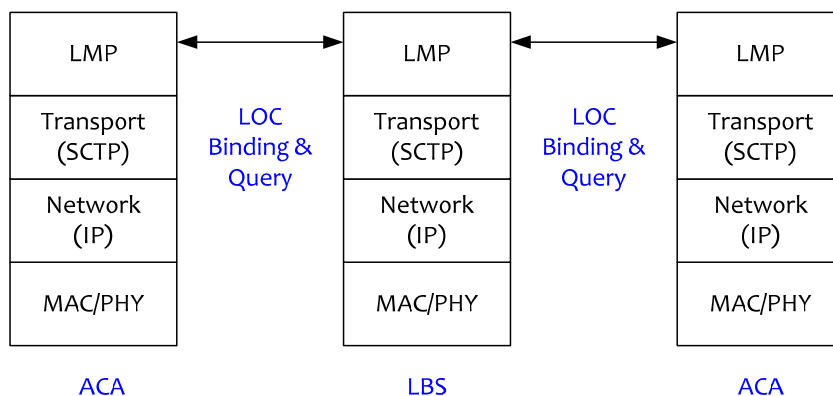 LMP
LMP
LMP
LOC
Binding &
Query
LOC
Binding &
Query
Transport
(SCTP)
Transport
(SCTP)
Transport
(SCTP)
Network
(IP)
Network
(IP)
Network
(IP)
MAC/PHY
MAC/PHY
MAC/PHY
ACA
LBS
ACA